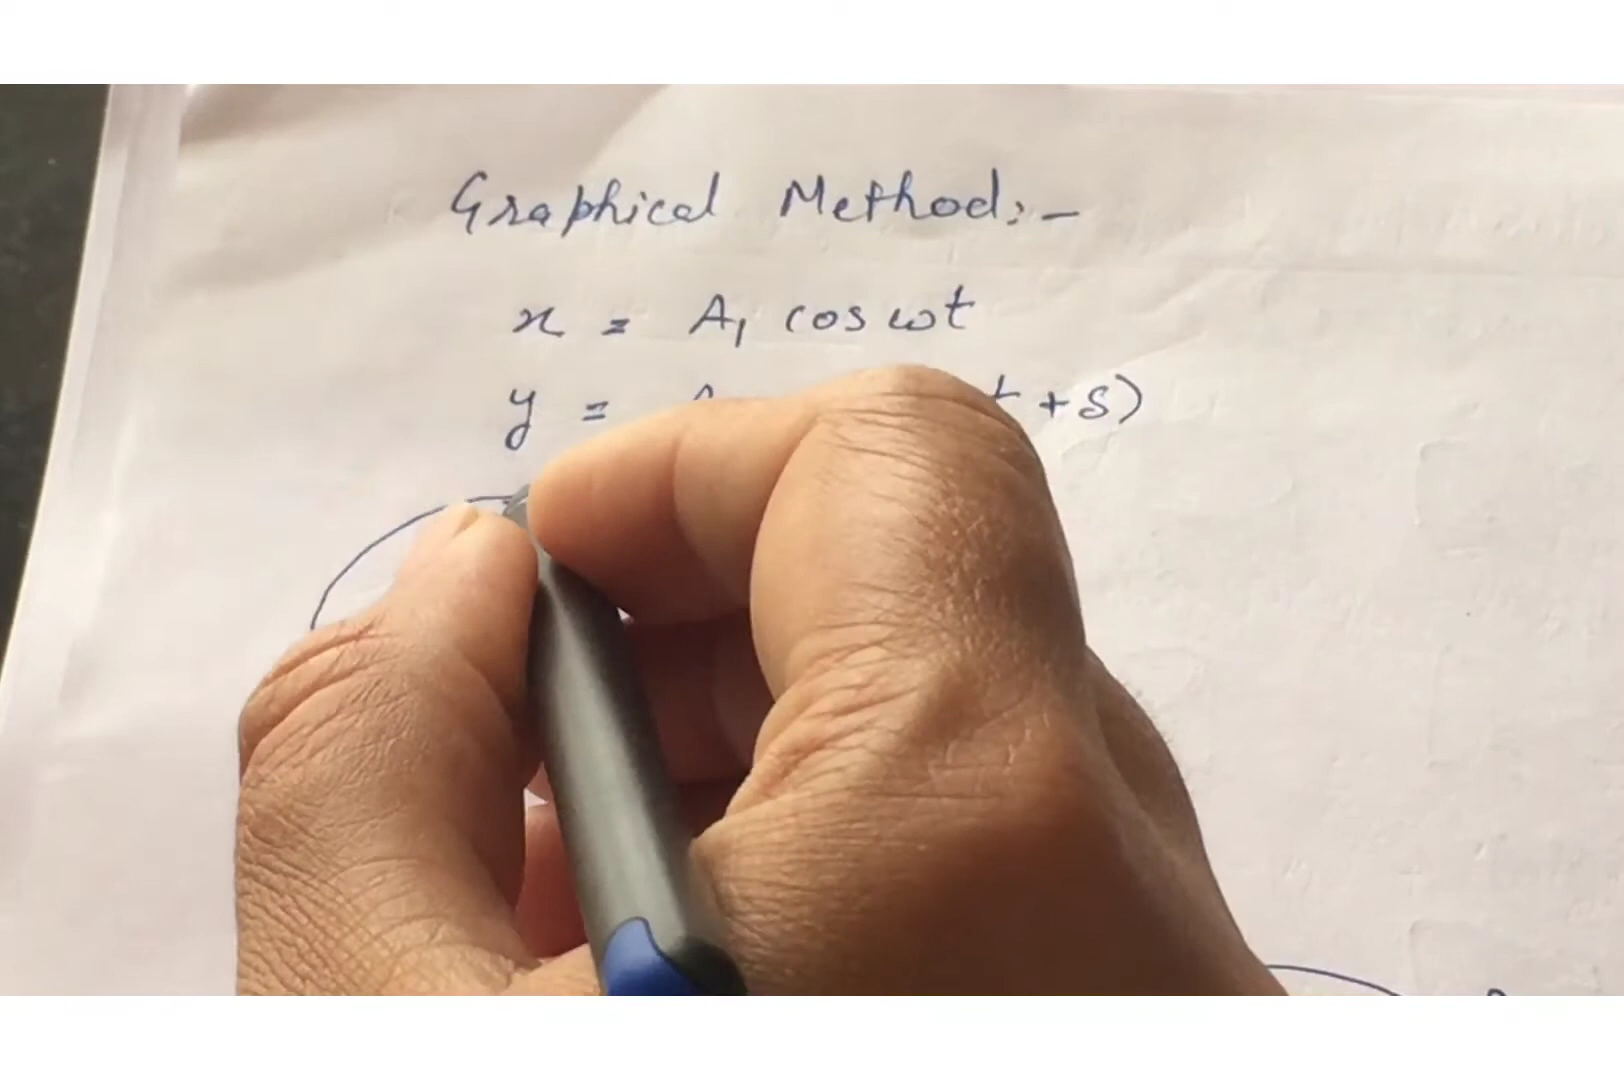 Graphical Method:-
x = A₁ cos ωt
y = t + δ)